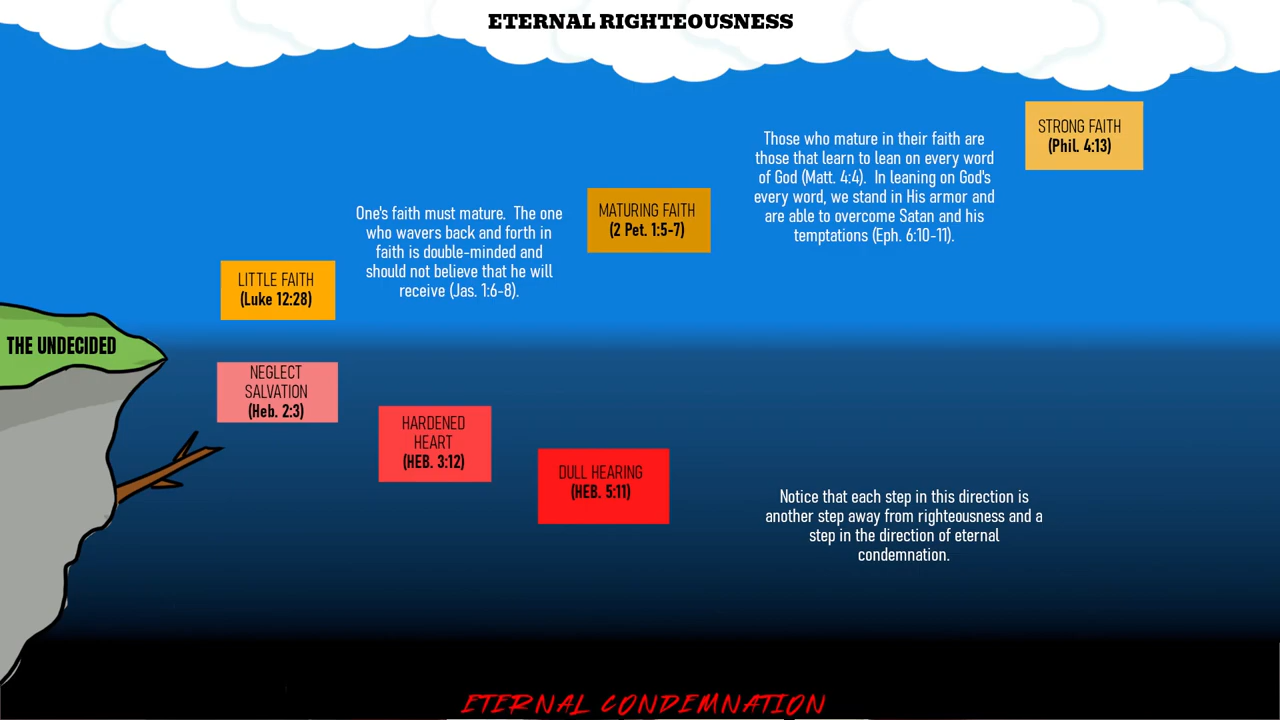 ETERNAL RIGHTEOUSNESS
STRONG FAITH
(Phil. 4:13)
Those who mature in their faith are
those that learn to lean on every word
of God (Matt. 4:4).  In leaning on God's
every word, we stand in His armor and
are able to overcome Satan and his
temptations (Eph. 6:10-11).
MATURING FAITH
(2 Pet. 1:5-7)
One's faith must mature.  The one
who wavers back and forth in
faith is double-minded and
should not believe that he will
receive (Jas. 1:6-8).
LITTLE FAITH
(Luke 12:28)
THE UNDECIDED
NEGLECT
SALVATION
(Heb. 2:3)
HARDENED
HEART
(HEB. 3:12)
DULL HEARING
(HEB. 5:11)
Notice that each step in this direction is
another step away from righteousness and a
step in the direction of eternal
condemnation.
ETERNAL CONDEMNATION